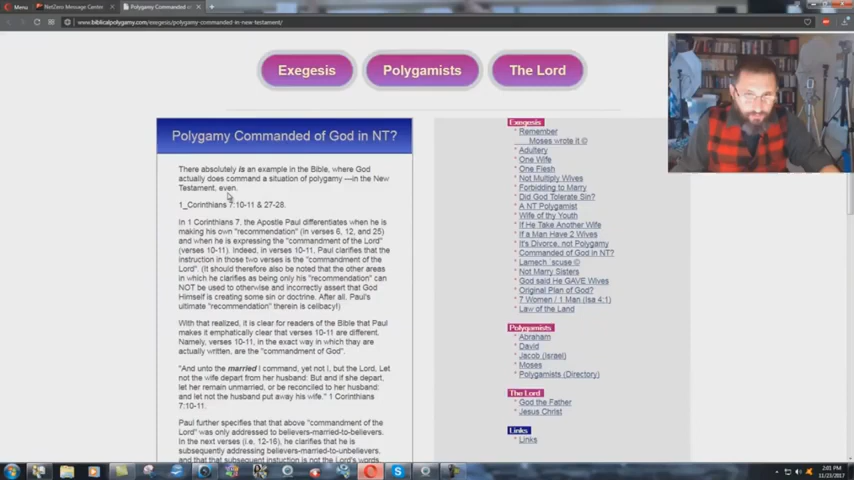 Menu
NetZero Message Center
Polygamy Commanded
www.biblicalpolygamy.com/exegesis/polygamy-commanded-in-new-testament/
Exegesis
Polygamists
The Lord
Polygamy Commanded of God in NT?
There absolutely is an example in the Bible, where God
actually does command a situation of polygamy —in the New
Testament, even.
1_Corinthians 7:10-11 & 27-28.
In 1 Corinthians 7, the Apostle Paul differentiates when he is
making his own "recommendation" (in verses 6, 12, and 25)
and when he is expressing the "commandment of the Lord"
(verses 10-11). Indeed, in verses 10-11, Paul clarifies that the
instruction in those two verses is the "commandment of the
Lord". (It should therefore also be noted that the other areas
in which he clarifies as being only his "recommendation" can
NOT be used to otherwise and incorrectly assert that God
Himself is creating some sin or doctrine. After all, Paul's
ultimate "recommendation" therein is celibacy!)
With that realized, it is clear for readers of the Bible that Paul
makes it emphatically clear that verses 10-11 are different.
Namely, verses 10-11, in the exact way in which they are
actually written, are the "commandment of God".
"And unto the married I command, yet not I, but the Lord, Let
not the wife depart from her husband: But and if she depart,
let her remain unmarried, or be reconciled to her husband:
and let not the husband put away his wife." 1 Corinthians
7:10-11.
Paul further specifies that that above "commandment of the
Lord" was only addressed to believers-married-to-believers.
In the next verses (i.e. 12-16), he clarifies that he is
subsequently addressing believers-married-to-unbelievers,
and that that subsequent instruction is not the Lord's words
Exegesis
* Remember
Moses wrote it ©
* Adultery
* One Wife
* One Flesh
* Not Multiply Wives
* Forbidding to Marry
* Did God Tolerate Sin?
* A NT Polygamist
* Wife of thy Youth
* If He Take Another Wife
* If a Man Have 2 Wives
* It's Divorce, not Polygamy
* Commanded of God in NT?
* Lamech 'scuse ©
* Not Marry Sisters
* God said He GAVE Wives
* Original Plan of God?
* 7 Women / 1 Man (Isa 4:1)
* Law of the Land
Polygamists
* Abraham
* David
* Jacob (Israel)
* Moses
* Polygamists (Directory)
The Lord
* God the Father
* Jesus Christ
Links
* Links
2:01 PM
11/23/2017